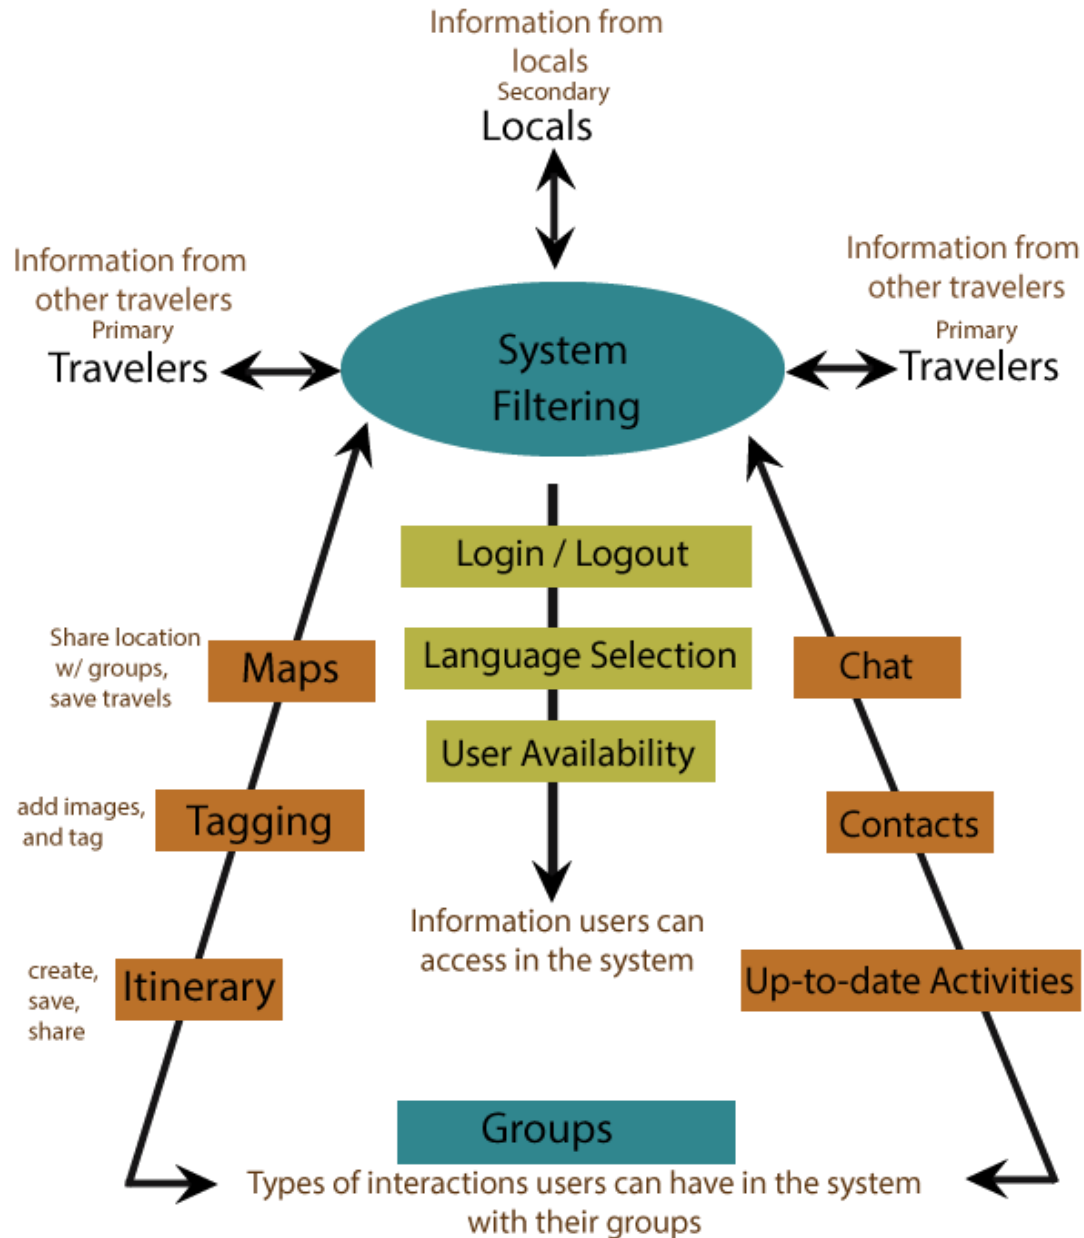 Information from
locals
Secondary
Locals
Information from
other travelers
Primary
Travelers
Information from
other travelers
Primary
Travelers
System
Filtering
Login / Logout
Language Selection
User Availability
Information users can
access in the system
Share location
w/ groups,
save travels
Maps
add images,
and tag
Tagging
create,
save,
share
Itinerary
Chat
Contacts
Up-to-date Activities
Groups
Types of interactions users can have in the system
with their groups